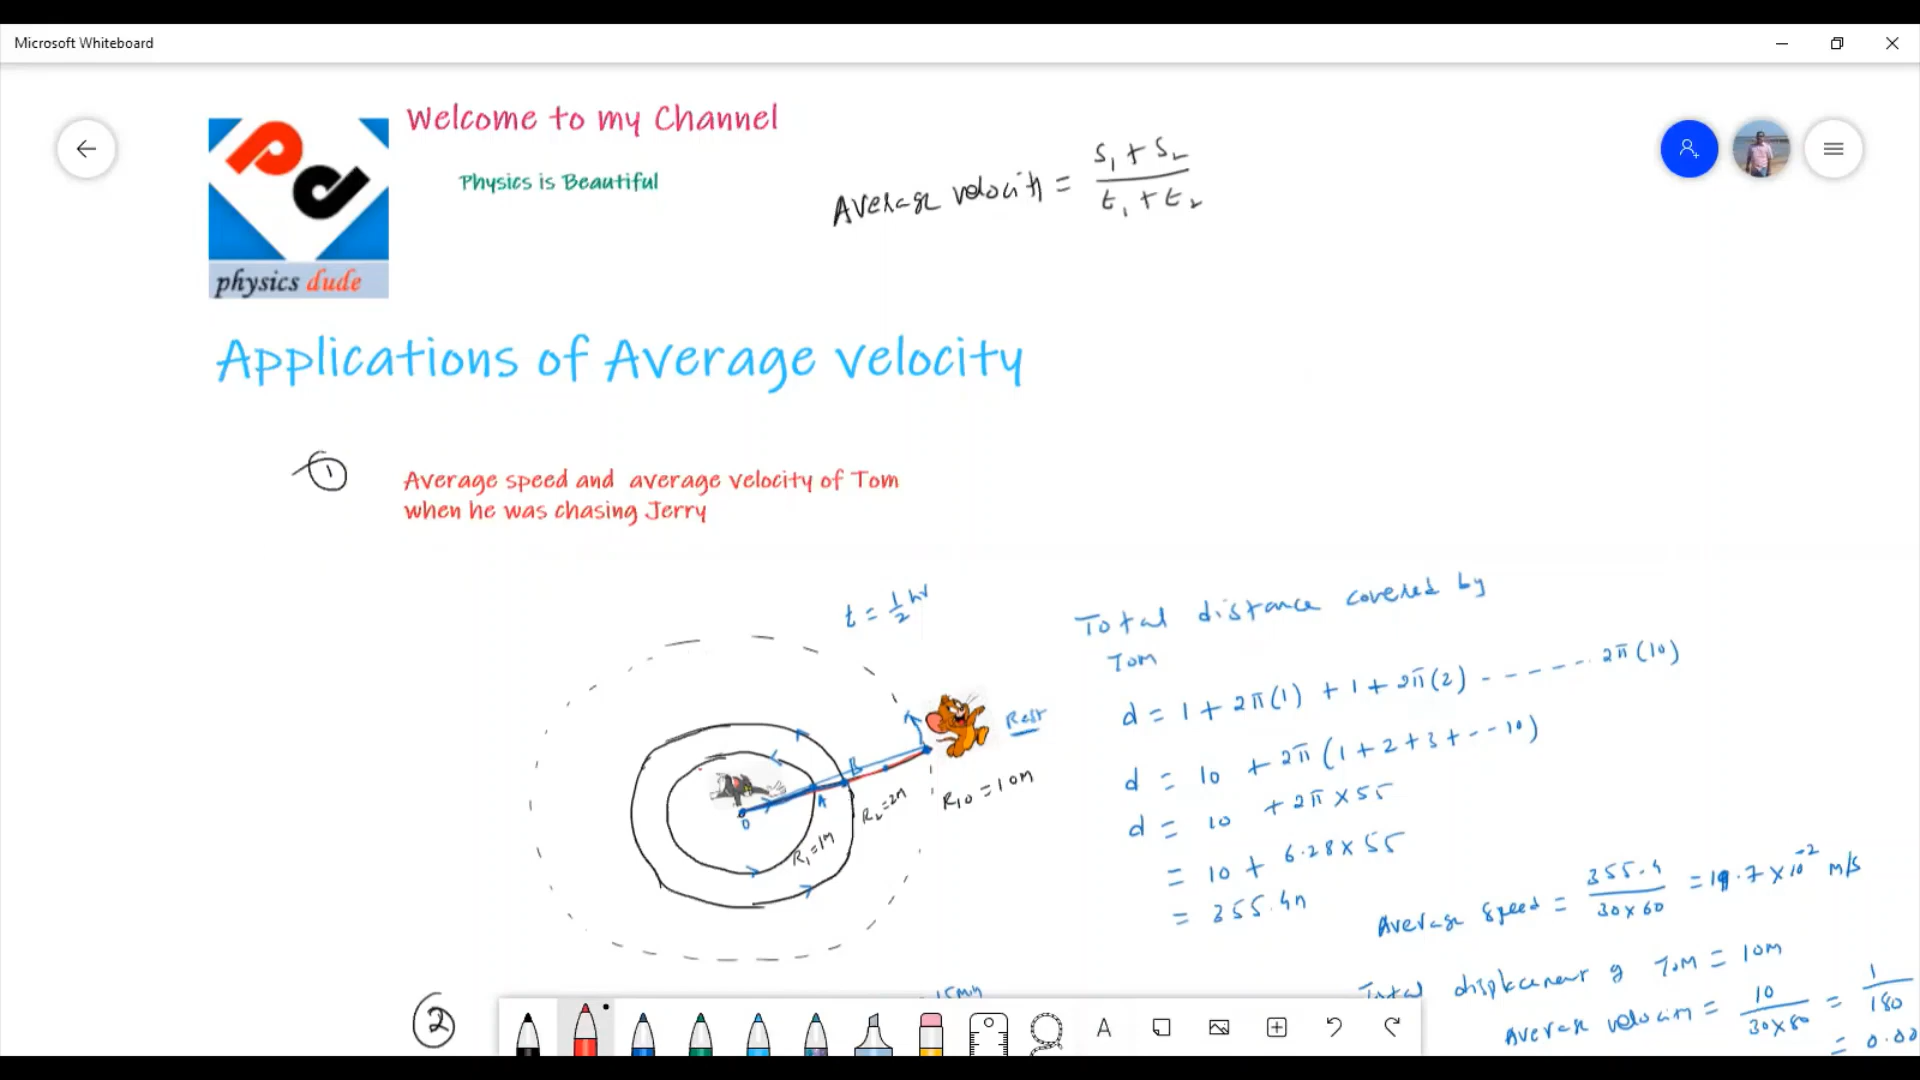 Microsoft Whiteboard
Welcome to my Channel
Physics is Beautiful
Pd
physics dude
Average velocity = S₁ + S₂ / t₁ + t₂
Applications of Average velocity
①
Average speed and average velocity of Tom
when he was chasing Jerry
t = 1/2 hr
Rest
B
A
O
R₁=1m
R₂=2m
R₁₀ = 10m
Total distance covered by
Tom
d = 1 + 2π(1) + 1 + 2π(2) - - - - - - 2π(10)
d = 10 + 2π (1 + 2 + 3 + - - 10)
d = 10 + 2π × 55
= 10 + 6.28 × 55
= 355.4m
Average speed = 355.4 / 30×60 = 19.7 × 10⁻² m/s
Total displacement of Tom = 10m
Average velocity = 10 / 30×60 = 1 / 180
= 0.00
②
15min
A